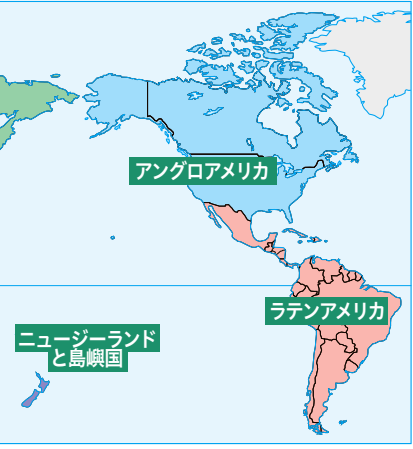 アングロアメリカ
ラテンアメリカ
ニュージーランド
と島嶼国